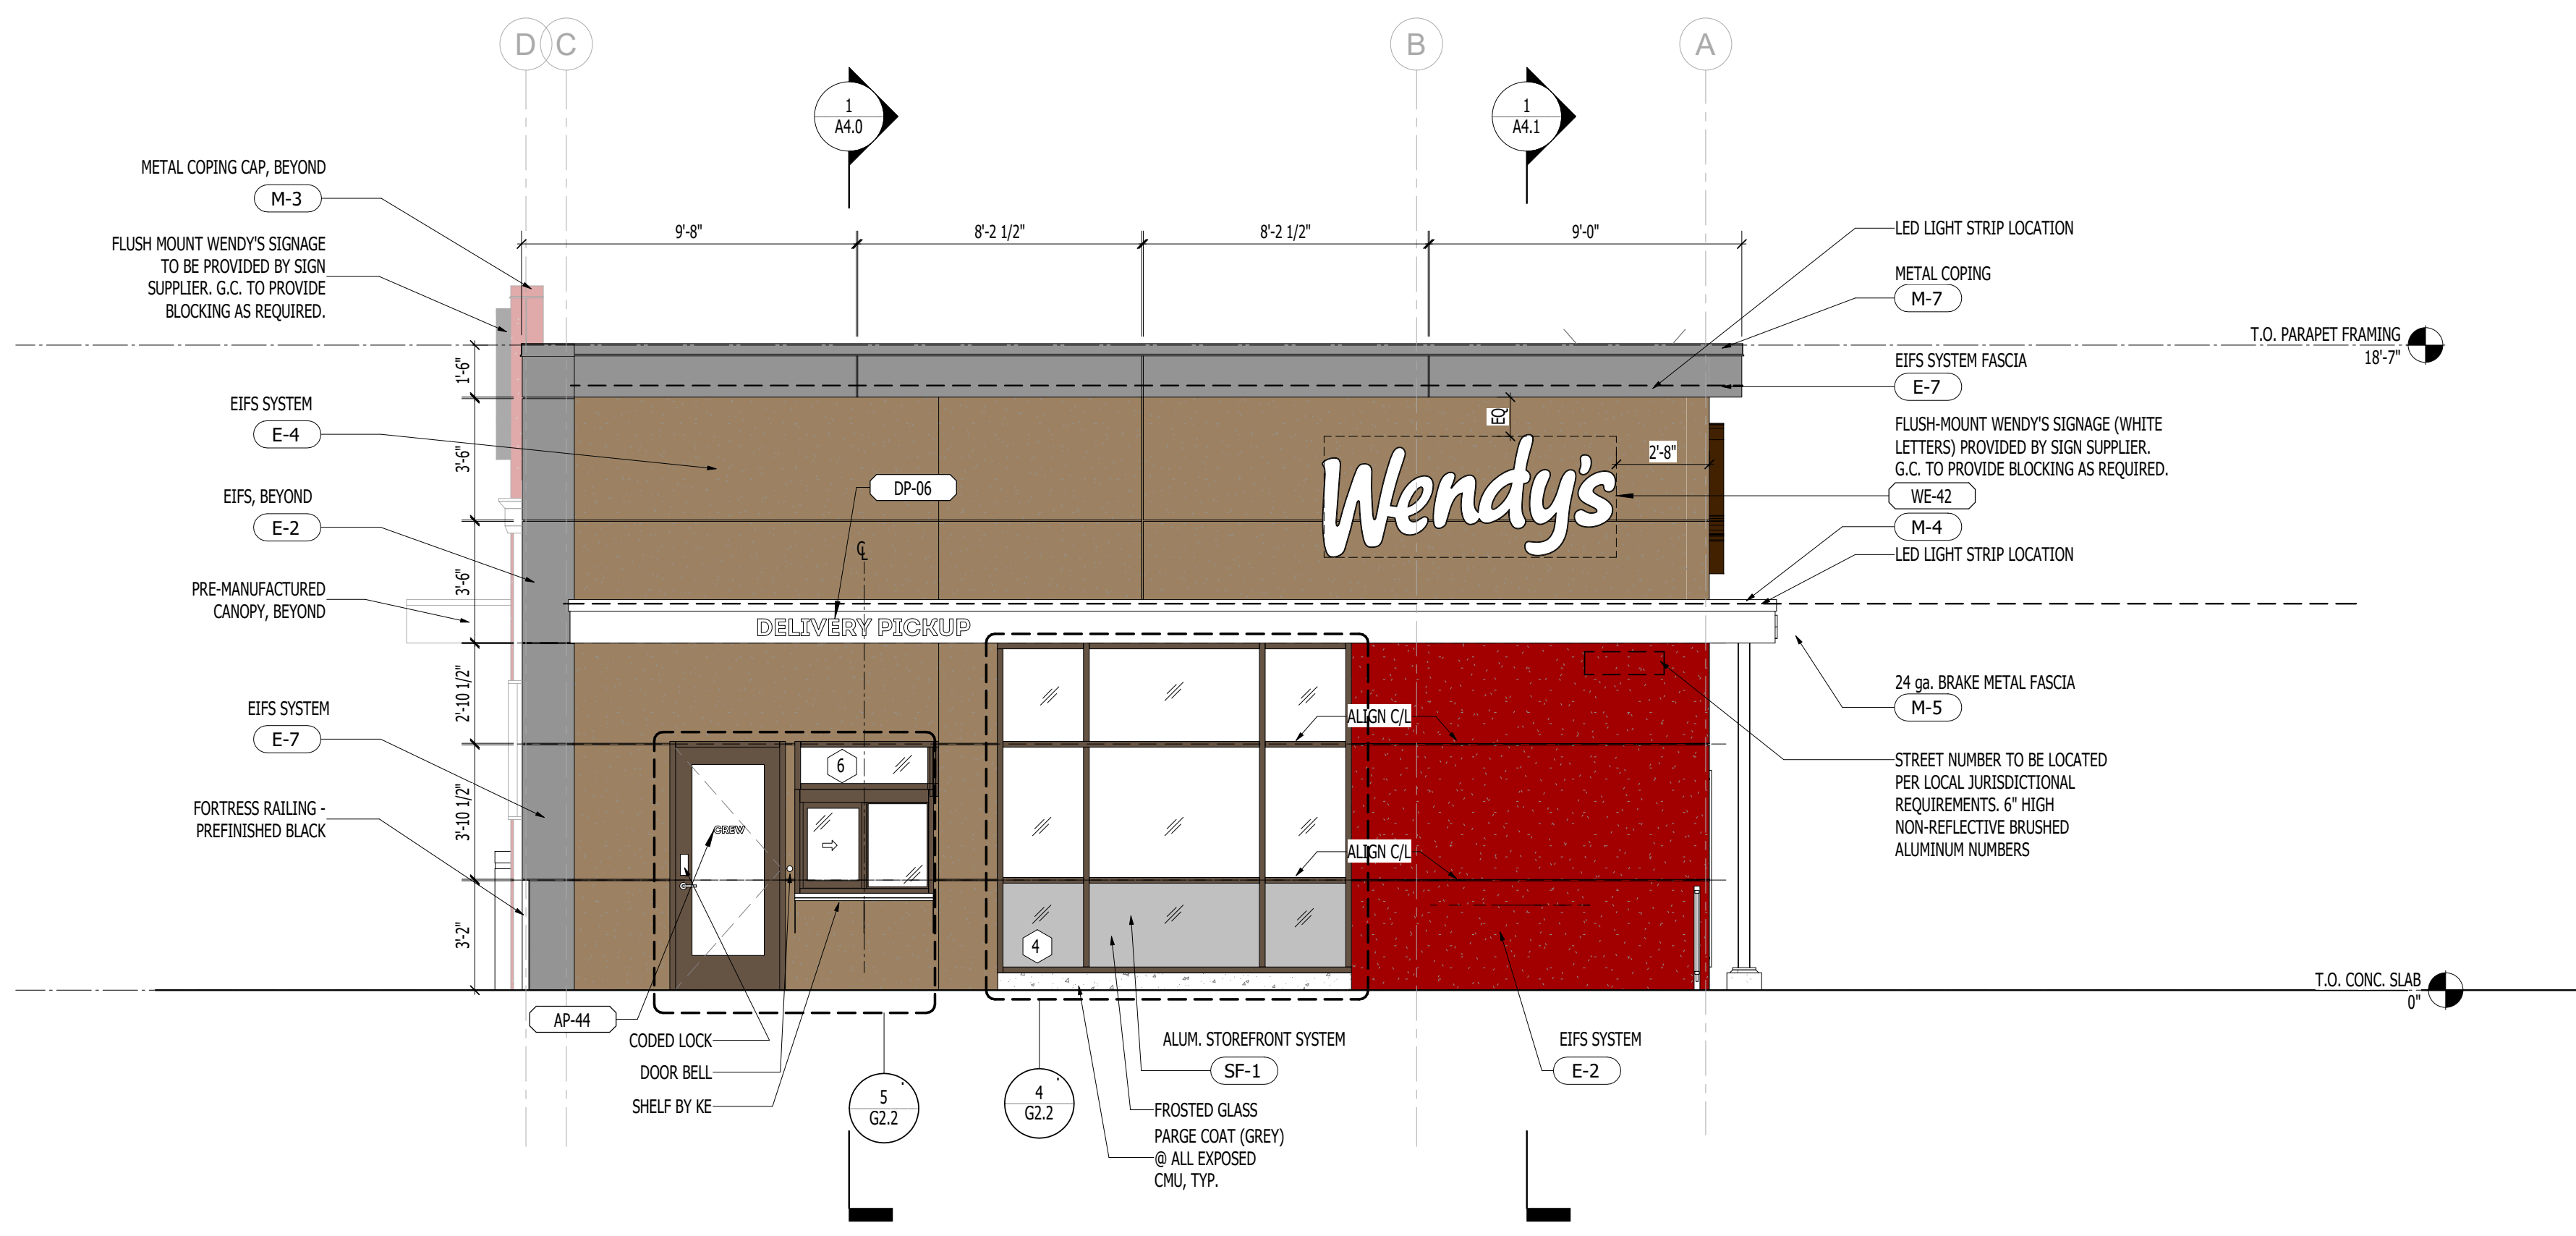 D
C
B
A
1
A4.0
1
A4.1
METAL COPING CAP, BEYOND
M-3
FLUSH MOUNT WENDY'S SIGNAGE
TO BE PROVIDED BY SIGN
SUPPLIER. G.C. TO PROVIDE
BLOCKING AS REQUIRED.
EIFS SYSTEM
E-4
EIFS, BEYOND
E-2
PRE-MANUFACTURED
CANOPY, BEYOND
EIFS SYSTEM
E-7
FORTRESS RAILING -
PREFINISHED BLACK
9'-8"
8'-2 1/2"
8'-2 1/2"
9'-0"
1'-6"
3'-6"
3'-6"
2'-10 1/2"
3'-10 1/2"
3'-2"
DP-06
℄
EQ
2'-8"
Wendy's
DELIVERY PICKUP
6
CREW
4
ALIGN C/L
ALIGN C/L
LED LIGHT STRIP LOCATION
METAL COPING
M-7
T.O. PARAPET FRAMING
18'-7"
EIFS SYSTEM FASCIA
E-7
FLUSH-MOUNT WENDY'S SIGNAGE (WHITE
LETTERS) PROVIDED BY SIGN SUPPLIER.
G.C. TO PROVIDE BLOCKING AS REQUIRED.
WE-42
M-4
LED LIGHT STRIP LOCATION
24 ga. BRAKE METAL FASCIA
M-5
STREET NUMBER TO BE LOCATED
PER LOCAL JURISDICTIONAL
REQUIREMENTS. 6" HIGH
NON-REFLECTIVE BRUSHED
ALUMINUM NUMBERS
T.O. CONC. SLAB
0"
AP-44
CODED LOCK
DOOR BELL
SHELF BY KE
5
G2.2
4
G2.2
ALUM. STOREFRONT SYSTEM
SF-1
FROSTED GLASS
PARGE COAT (GREY)
@ ALL EXPOSED
CMU, TYP.
EIFS SYSTEM
E-2